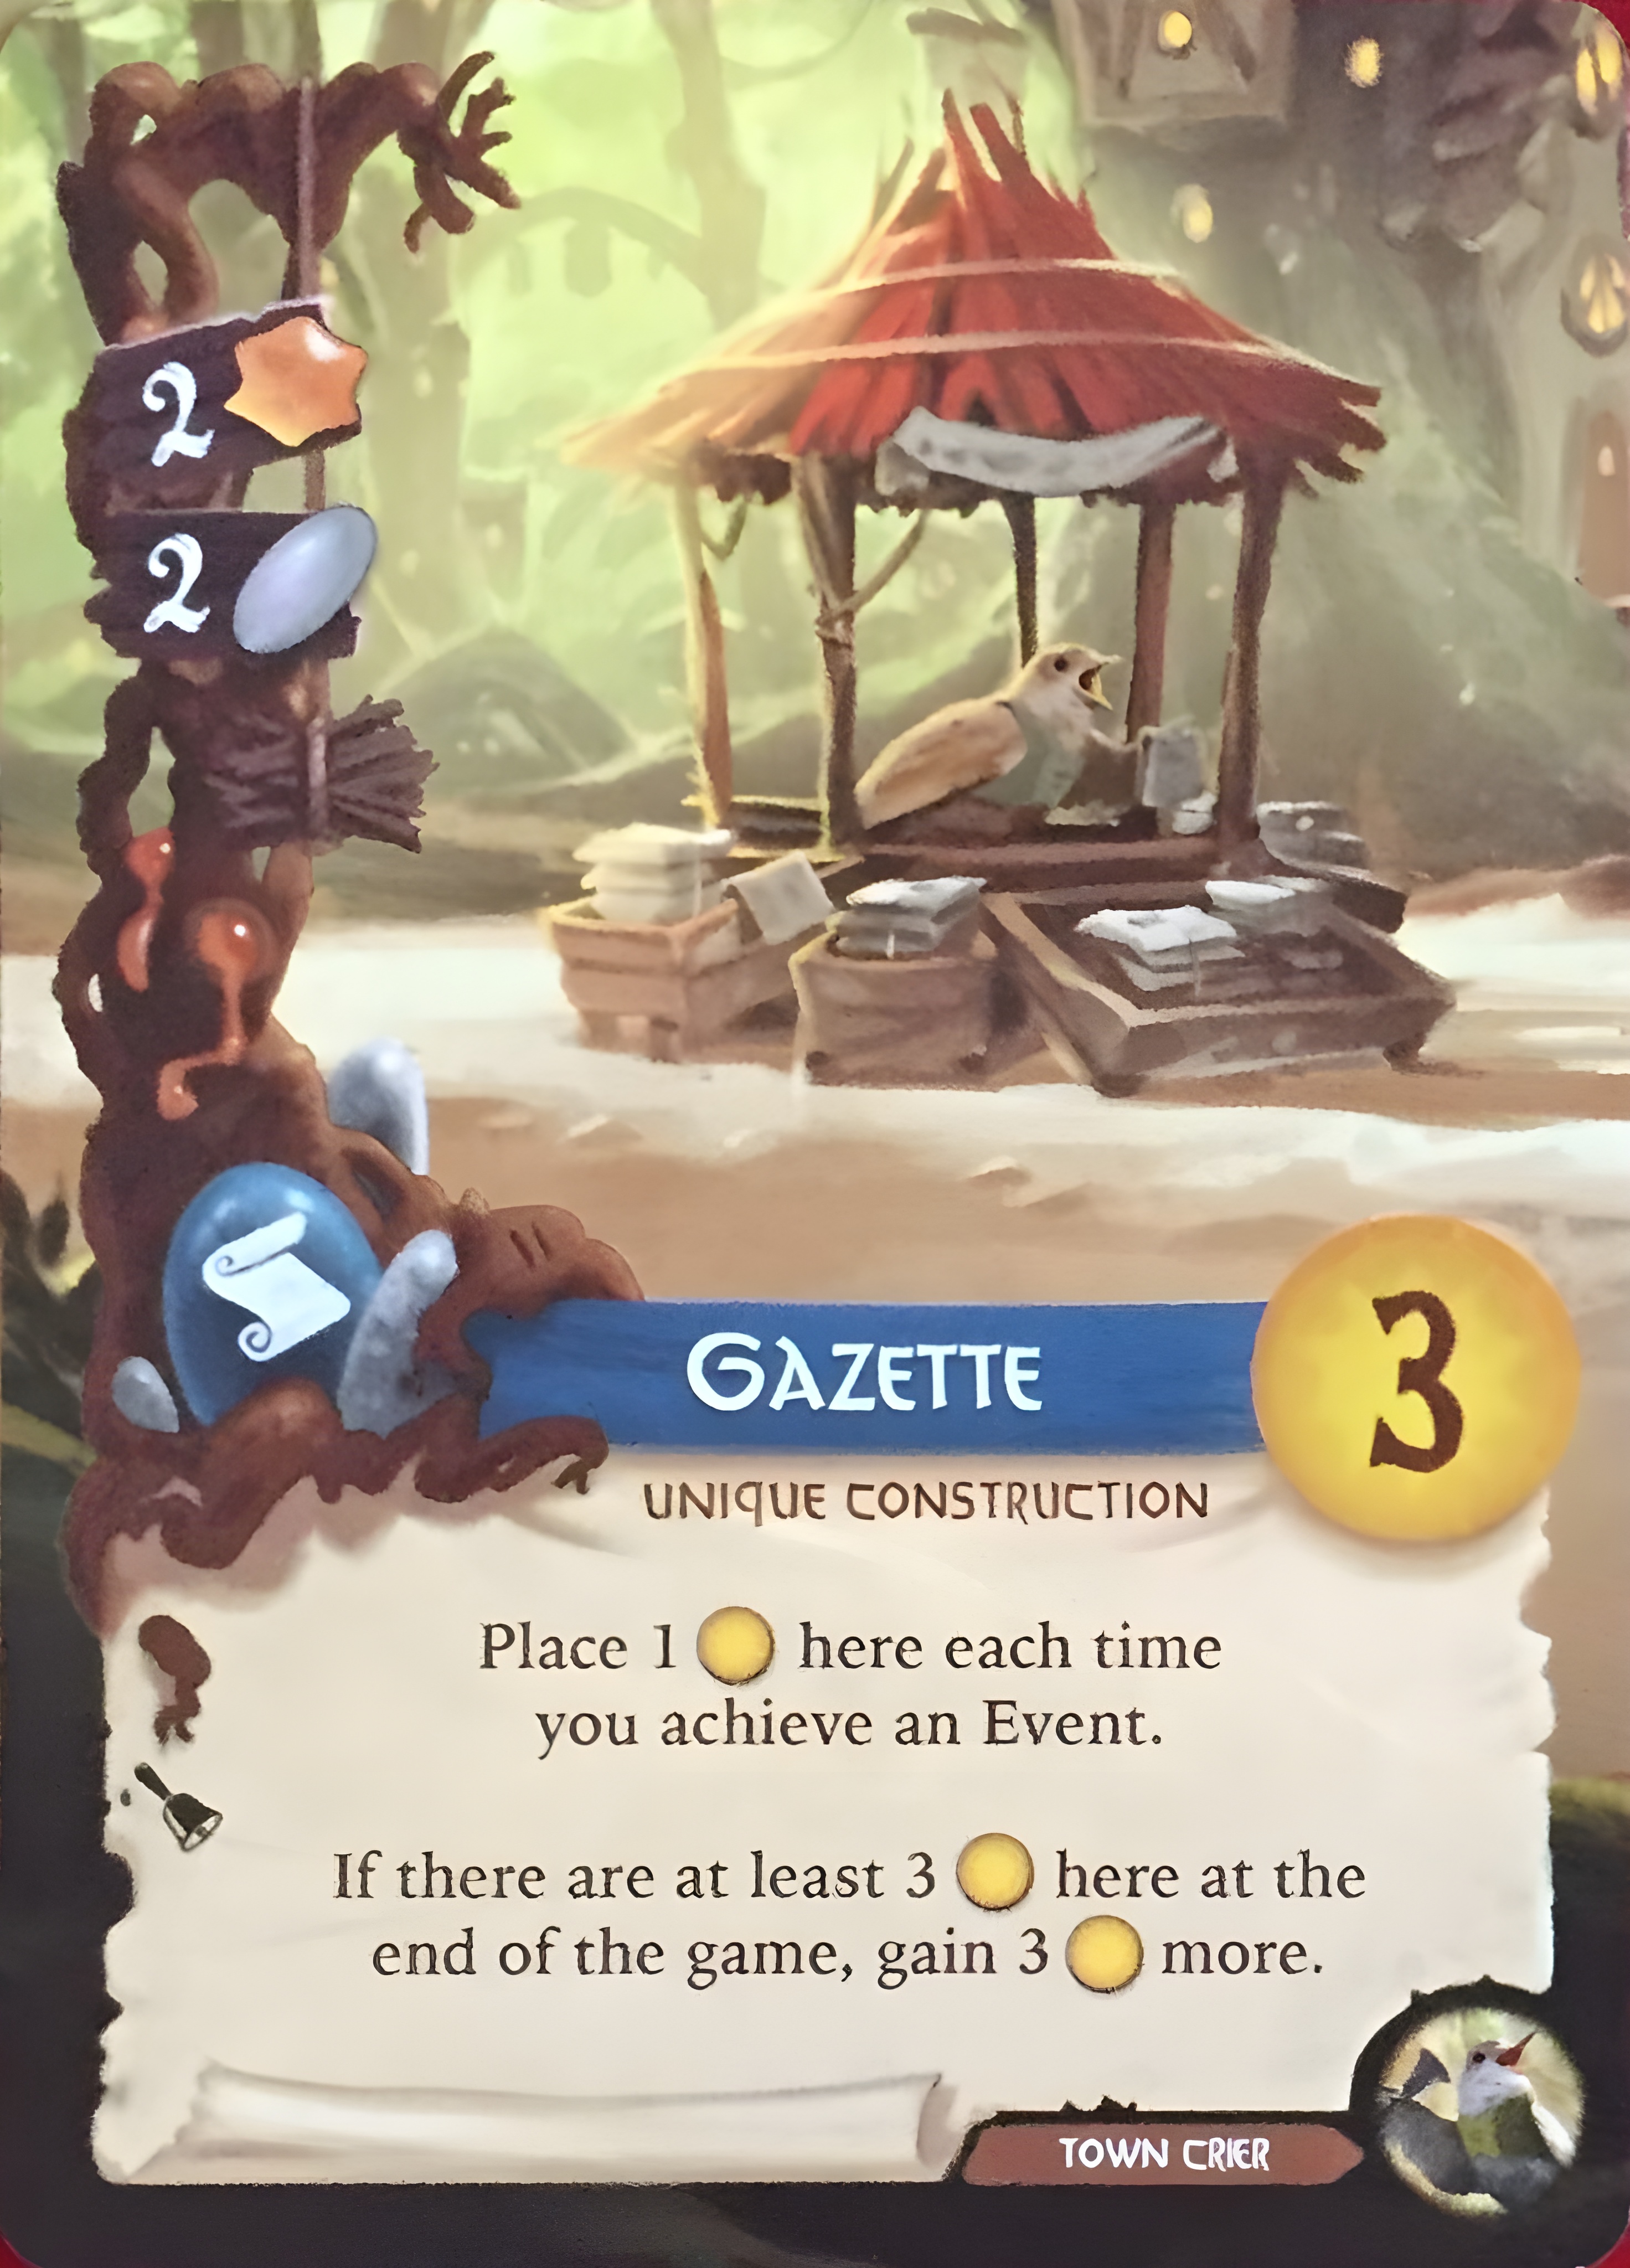 2
2
GAZETTE
3
UNIQUE CONSTRUCTION
Place 1 here each time
you achieve an Event.
If there are at least 3 here at the
end of the game, gain 3 more.
TOWN CRIER